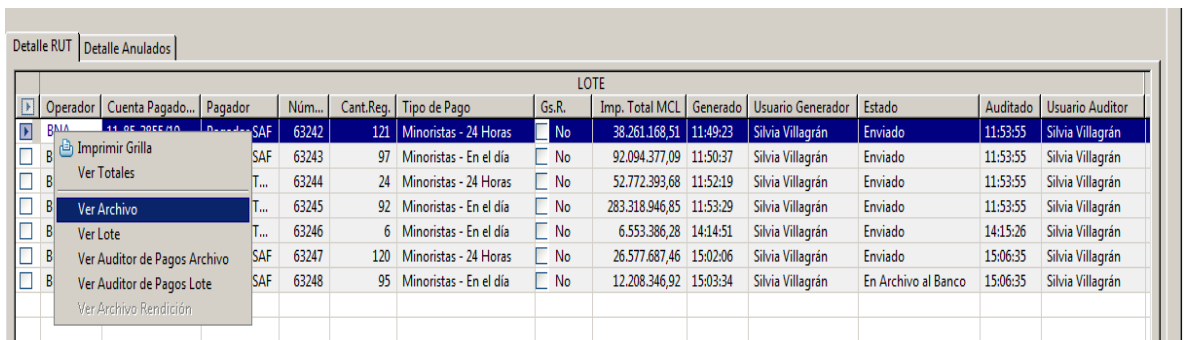 Detalle RUT Detalle Anulados
LOTE
Operador Cuenta Pagado... Pagador Núm... Cant.Reg. Tipo de Pago Gs.R. Imp. Total MCL Generado Usuario Generador Estado Auditado Usuario Auditor
BNA SAF 63242 121 Minoristas - 24 Horas No 38.261.168,51 11:49:23 Silvia Villagrán Enviado 11:53:55 Silvia Villagrán
Imprimir Grilla
B SAF 63243 97 Minoristas - En el día No 92.094.377,09 11:50:37 Silvia Villagrán Enviado 11:53:55 Silvia Villagrán
Ver Totales
B T... 63244 24 Minoristas - 24 Horas No 52.772.393,68 11:52:19 Silvia Villagrán Enviado 11:53:55 Silvia Villagrán
B Ver Archivo T... 63245 92 Minoristas - En el día No 283.318.946,85 11:53:29 Silvia Villagrán Enviado 11:53:55 Silvia Villagrán
B Ver Lote T... 63246 6 Minoristas - En el día No 6.553.386,28 14:14:51 Silvia Villagrán Enviado 14:15:26 Silvia Villagrán
B Ver Auditor de Pagos Archivo SAF 63247 120 Minoristas - 24 Horas No 26.577.687,46 15:02:06 Silvia Villagrán Enviado 15:06:35 Silvia Villagrán
B Ver Auditor de Pagos Lote SAF 63248 95 Minoristas - En el día No 12.208.346,92 15:03:34 Silvia Villagrán En Archivo al Banco 15:06:35 Silvia Villagrán
Ver Archivo Rendición